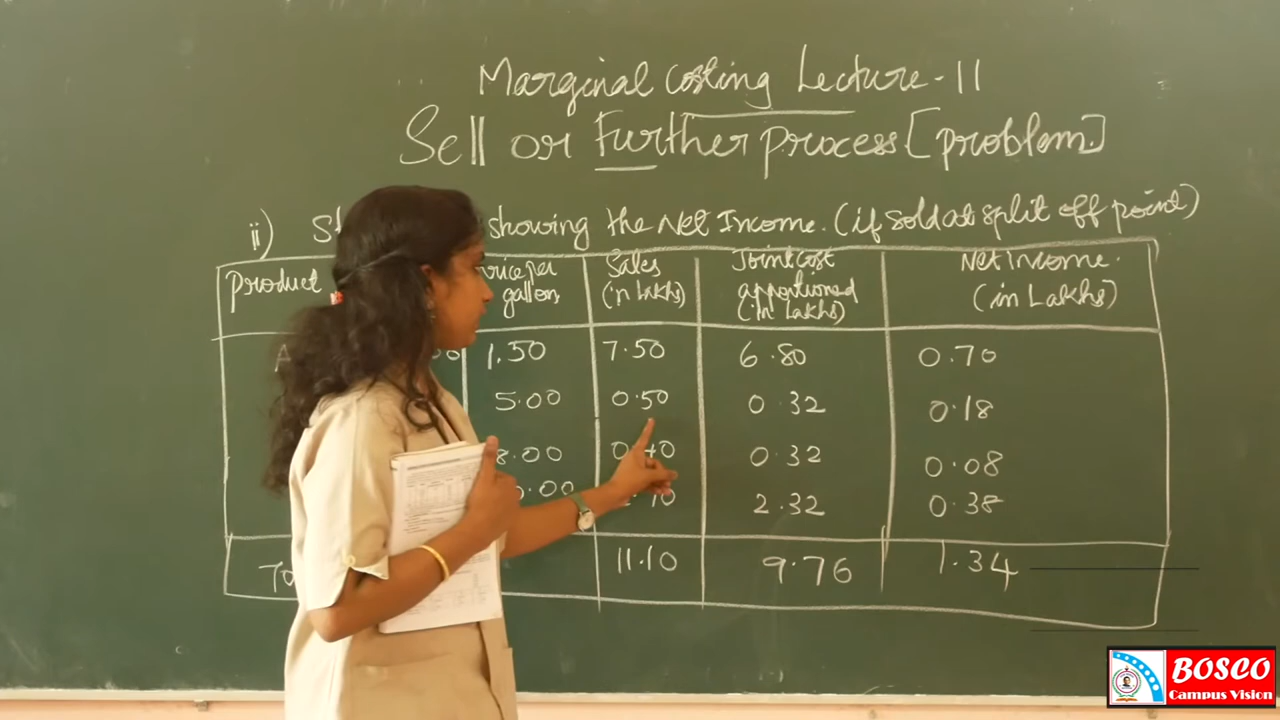 Marginal Costing Lecture - 11
Sell or Further process [problem.]
ii) showing the Net Income. (if sold at split off point)
product price per gallon Sales (in Lakhs) Joint Cost apportioned (in Lakhs) Net income. (in Lakhs)
A 1.50 7.50 6.80 0.70
5.00 0.50 0.32 0.18
8.00 0.32 0.08
2.32 0.38
11.10 9.76 1.34
BOSCO
Campus Vision